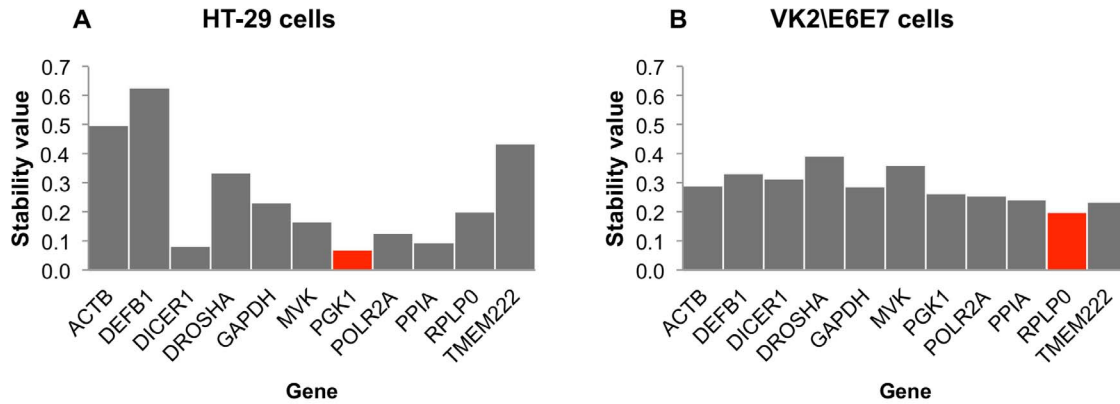 A HT-29 cells
Stability value
0.7
0.6
0.5
0.4
0.3
0.2
0.1
0.0
ACTB
DEFB1
DICER1
DROSHA
GAPDH
MVK
PGK1
POLR2A
PPIA
RPLP0
TMEM222
Gene
B VK2\E6E7 cells
Stability value
0.7
0.6
0.5
0.4
0.3
0.2
0.1
0.0
ACTB
DEFB1
DICER1
DROSHA
GAPDH
MVK
PGK1
POLR2A
PPIA
RPLP0
TMEM222
Gene